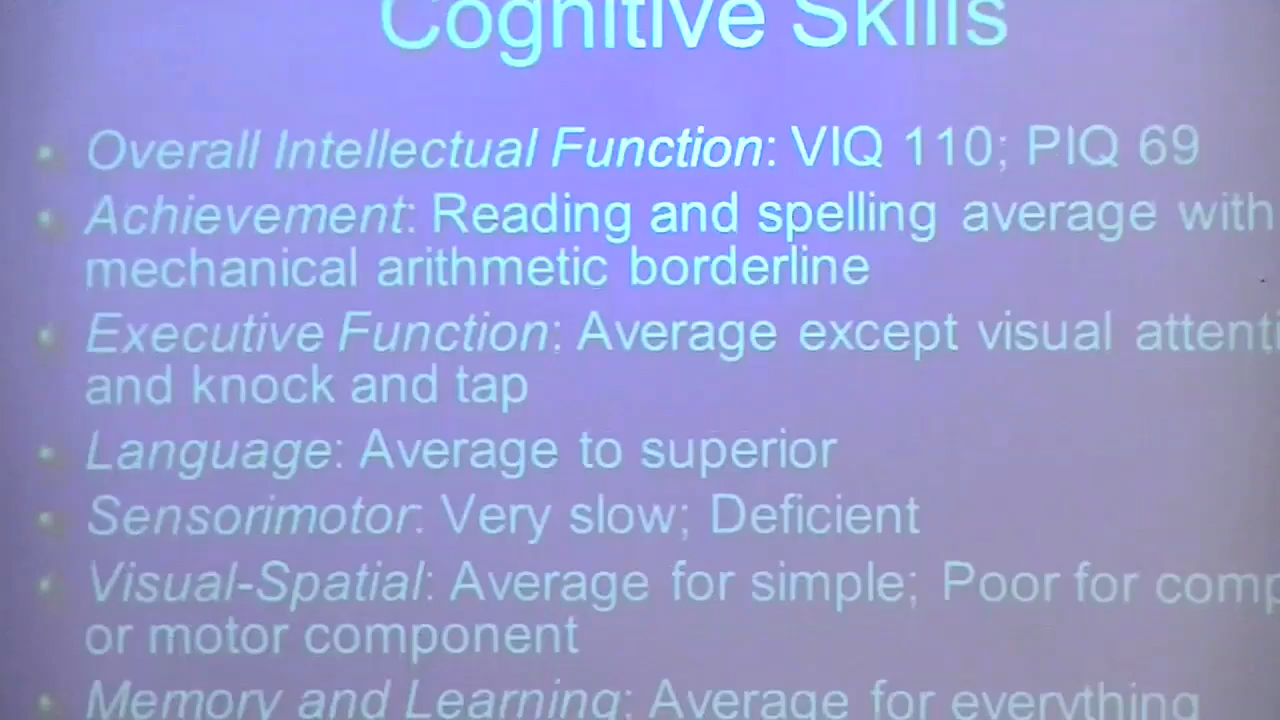 Cognitive Skills
Overall Intellectual Function: VIQ 110; PIQ 69
Achievement: Reading and spelling average with
mechanical arithmetic borderline
Executive Function: Average except visual
and knock and tap
Language: Average to superior
Sensorimotor: Very slow; Deficient
Visual-Spatial: Average for simple; Poor for
or motor component
Memory and Learning: Average for everything